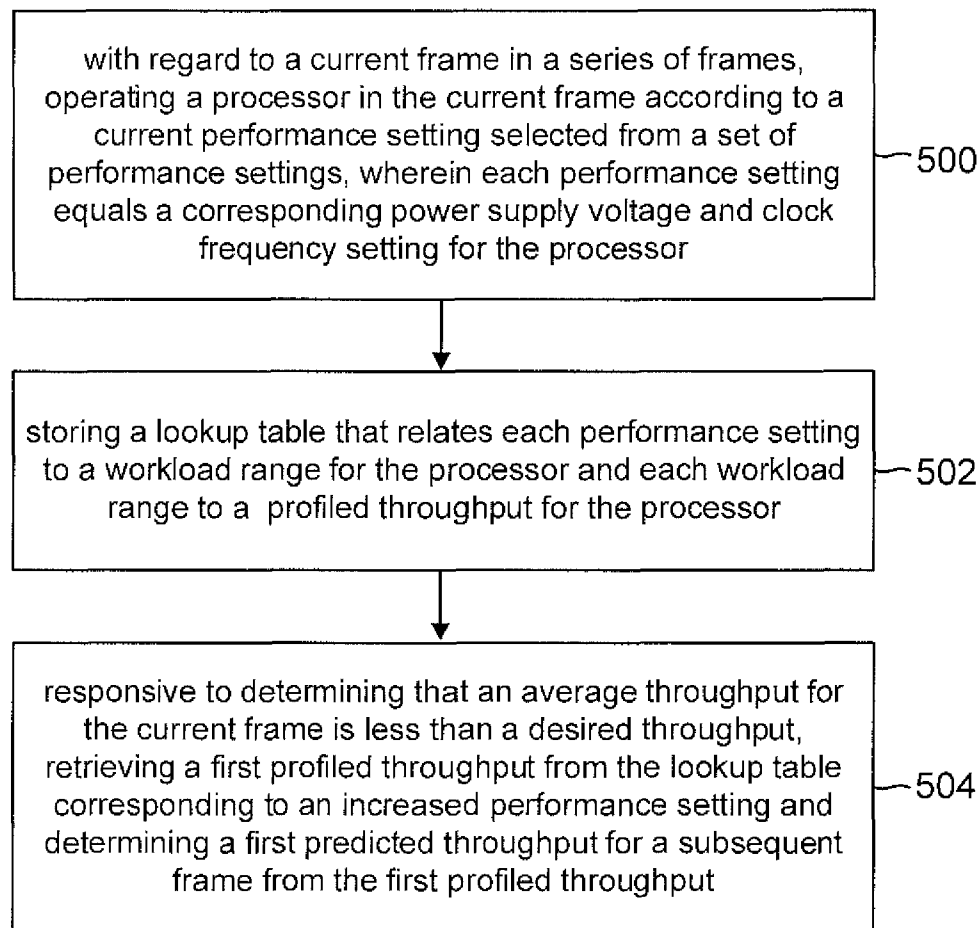 with regard to a current frame in a series of frames,
operating a processor in the current frame according to a
current performance setting selected from a set of
performance settings, wherein each performance setting
equals a corresponding power supply voltage and clock
frequency setting for the processor
500
storing a lookup table that relates each performance setting
to a workload range for the processor and each workload
range to a profiled throughput for the processor
502
responsive to determining that an average throughput for
the current frame is less than a desired throughput,
retrieving a first profiled throughput from the lookup table
corresponding to an increased performance setting and
determining a first predicted throughput for a subsequent
frame from the first profiled throughput
504